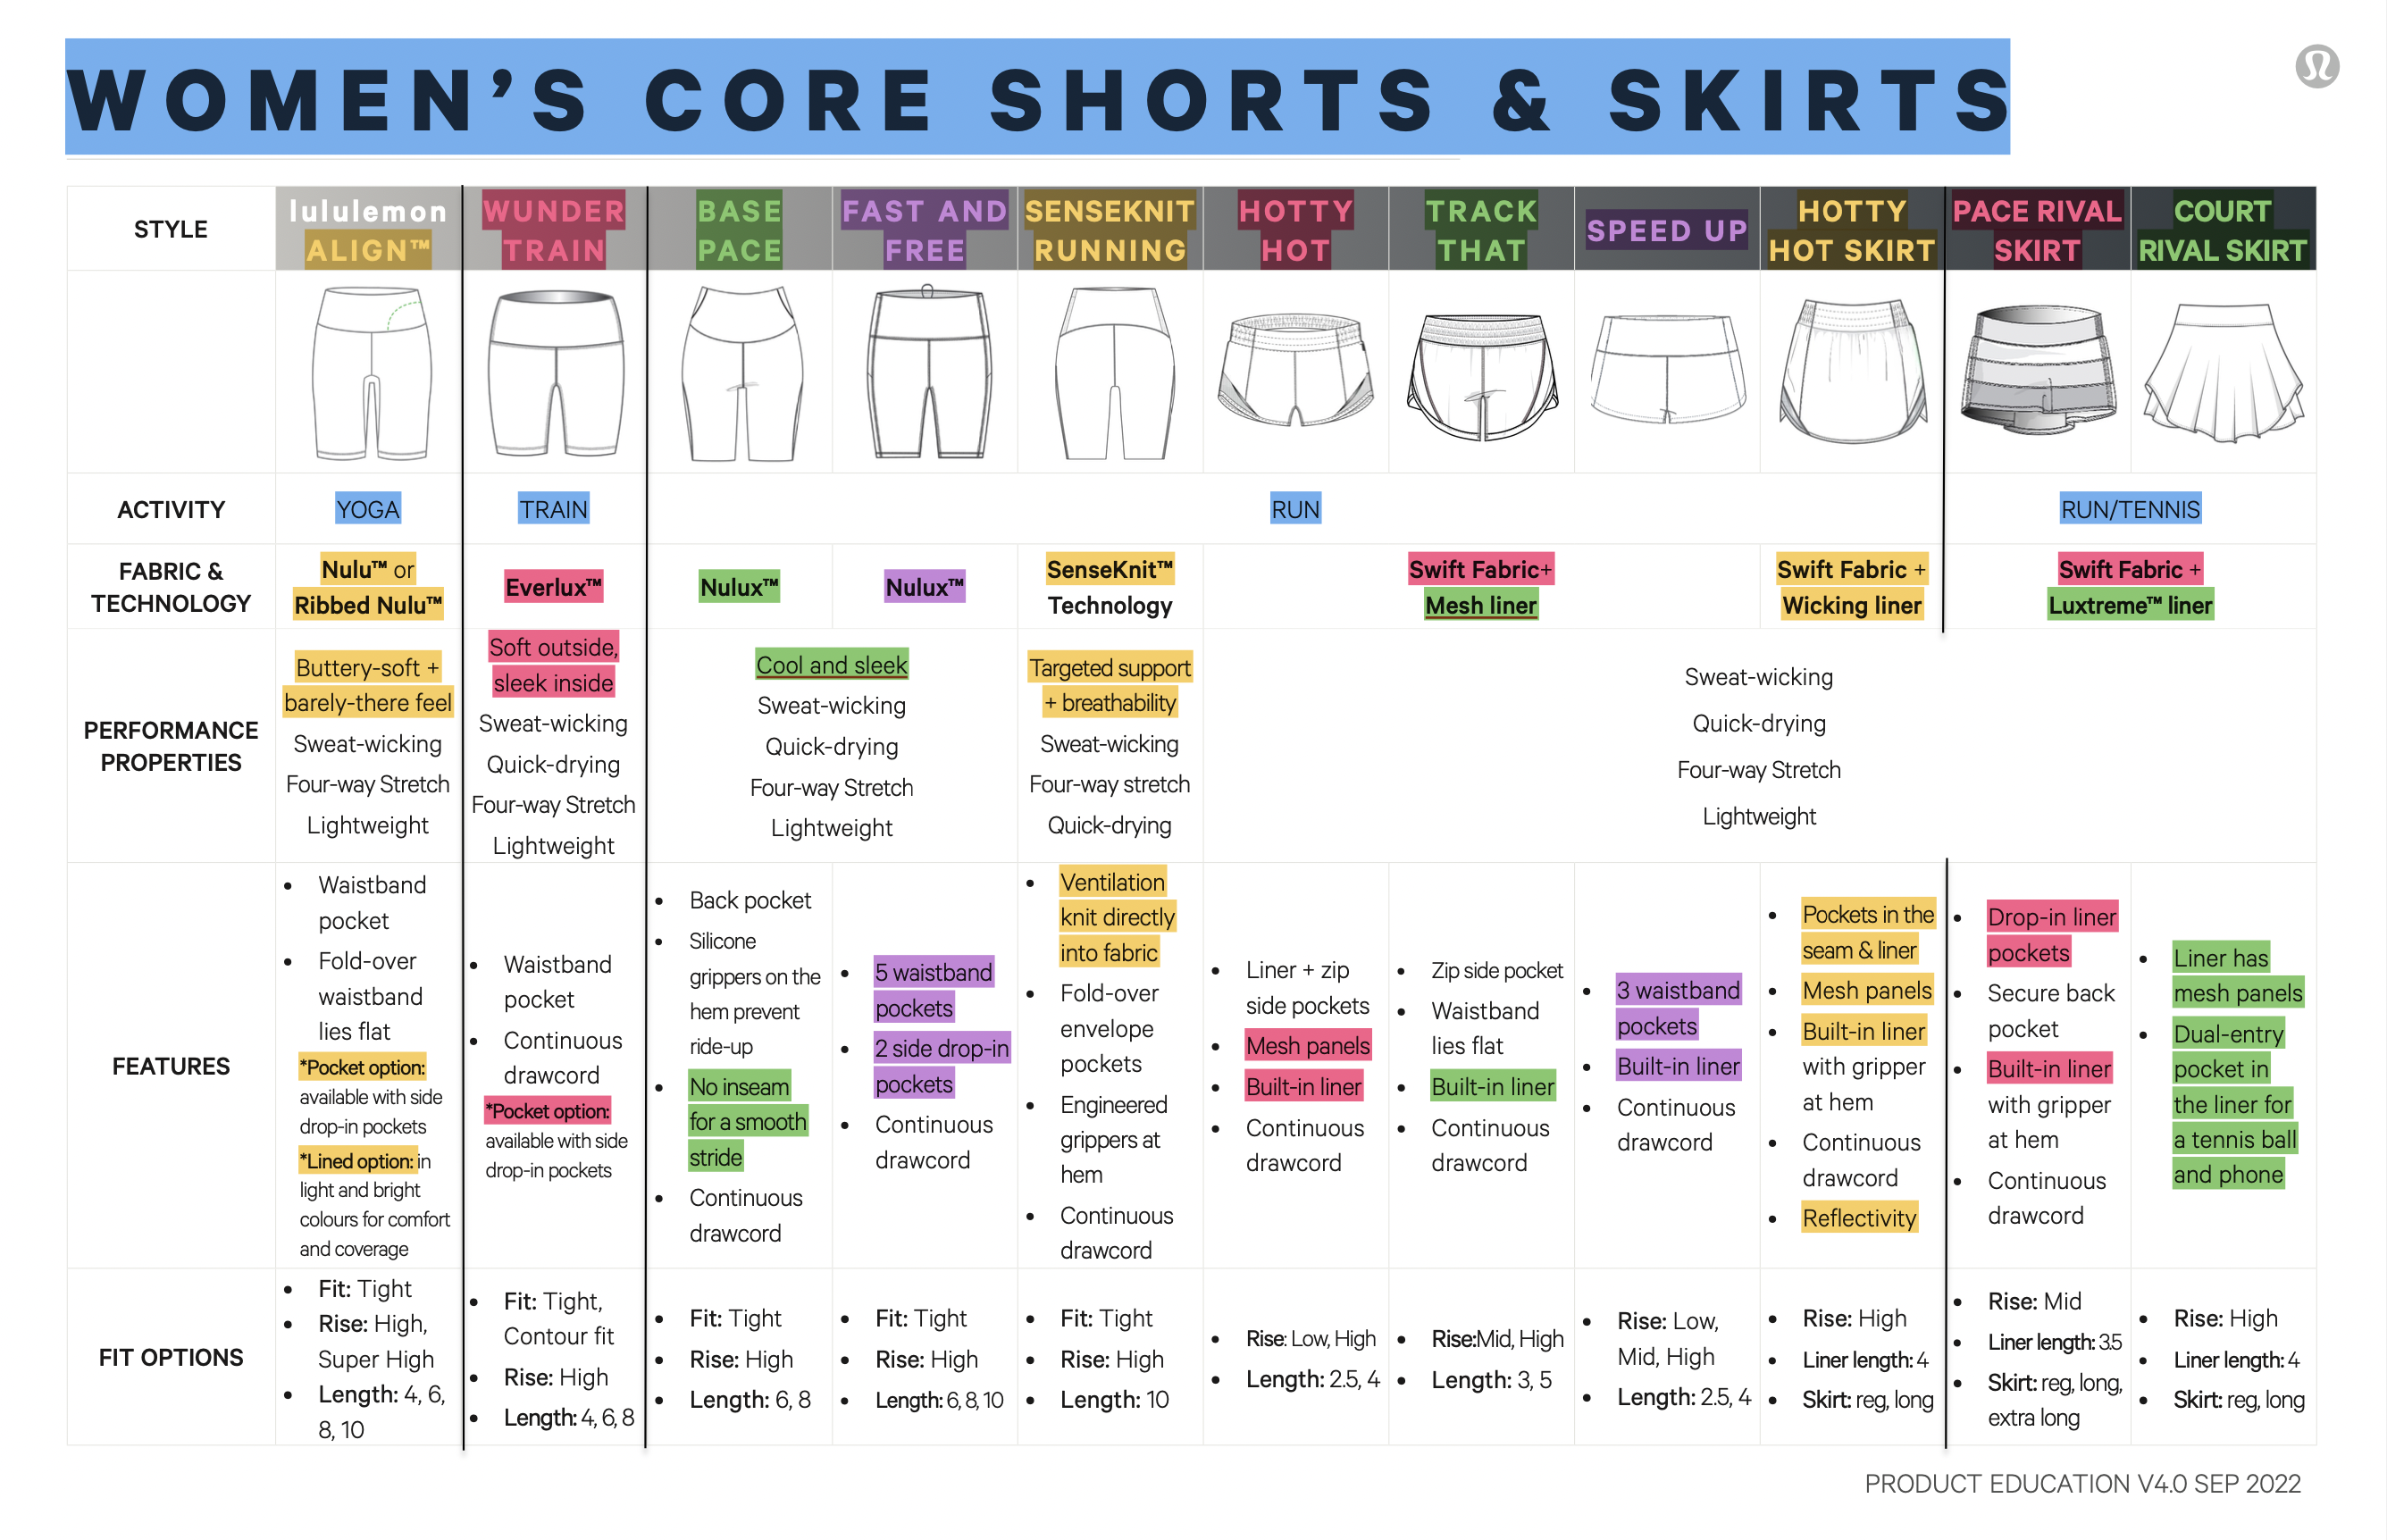 WOMEN’S CORE SHORTS & SKIRTS
STYLE
lululemon
ALIGN™
WUNDER
TRAIN
BASE
PACE
FAST AND
FREE
SENSEKNIT
RUNNING
HOTTY
HOT
TRACK
THAT
SPEED UP
HOTTY
HOT SKIRT
PACE RIVAL
SKIRT
COURT
RIVAL SKIRT
ACTIVITY
YOGA
TRAIN
RUN
RUN/TENNIS
FABRIC &
TECHNOLOGY
Nulu™ or
Ribbed Nulu™
Everlux™
Nulux™
Nulux™
SenseKnit™
Technology
Swift Fabric+
Mesh liner
Swift Fabric +
Wicking liner
Swift Fabric +
Luxtreme™ liner
PERFORMANCE
PROPERTIES
Buttery-soft +
barely-there feel
Sweat-wicking
Four-way Stretch
Lightweight
Soft outside,
sleek inside
Sweat-wicking
Quick-drying
Four-way Stretch
Lightweight
Cool and sleek
Sweat-wicking
Quick-drying
Four-way Stretch
Lightweight
Targeted support
+ breathability
Sweat-wicking
Four-way stretch
Quick-drying
Sweat-wicking
Quick-drying
Four-way Stretch
Lightweight
FEATURES
• Waistband
pocket
• Fold-over
waistband
lies flat
*Pocket option:
available with side
drop-in pockets
*Lined option: in
light and bright
colours for comfort
and coverage
• Waistband
pocket
• Continuous
drawcord
*Pocket option:
available with side
drop-in pockets
• Back pocket
• Silicone
grippers on the
hem prevent
ride-up
• No inseam
for a smooth
stride
• Continuous
drawcord
• 5 waistband
pockets
• 2 side drop-in
pockets
• Continuous
drawcord
• Ventilation
knit directly
into fabric
• Fold-over
envelope
pockets
• Engineered
grippers at
hem
• Continuous
drawcord
• Liner + zip
side pockets
• Mesh panels
• Built-in liner
• Continuous
drawcord
• Zip side pocket
• Waistband
lies flat
• Built-in liner
• Continuous
drawcord
• 3 waistband
pockets
• Built-in liner
• Continuous
drawcord
• Pockets in the
seam & liner
• Mesh panels
• Built-in liner
with gripper
at hem
• Continuous
drawcord
• Reflectivity
• Drop-in liner
pockets
• Secure back
pocket
• Built-in liner
with gripper
at hem
• Continuous
drawcord
• Liner has
mesh panels
• Dual-entry
pocket in
the liner for
a tennis ball
and phone
FIT OPTIONS
• Fit: Tight
• Rise: High,
Super High
• Length: 4, 6,
8, 10
• Fit: Tight,
Contour fit
• Rise: High
• Length: 4, 6, 8
• Fit: Tight
• Rise: High
• Length: 6, 8
• Fit: Tight
• Rise: High
• Length: 6, 8, 10
• Fit: Tight
• Rise: High
• Length: 10
• Rise: Low, High
• Length: 2.5, 4
• Rise:Mid, High
• Length: 3, 5
• Rise: Low,
Mid, High
• Length: 2.5, 4
• Rise: High
• Liner length: 4
• Skirt: reg, long
• Rise: Mid
• Liner length: 3.5
• Skirt: reg, long,
extra long
• Rise: High
• Liner length: 4
• Skirt: reg, long
PRODUCT EDUCATION V4.0 SEP 2022